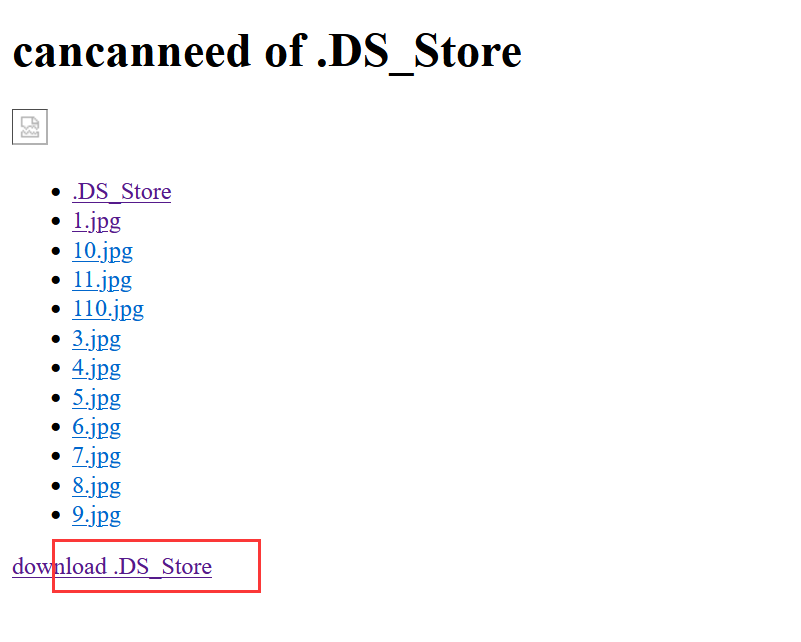 cancanneed of .DS_Store
.DS_Store
1.jpg
10.jpg
11.jpg
110.jpg
3.jpg
4.jpg
5.jpg
6.jpg
7.jpg
8.jpg
9.jpg
download .DS_Store